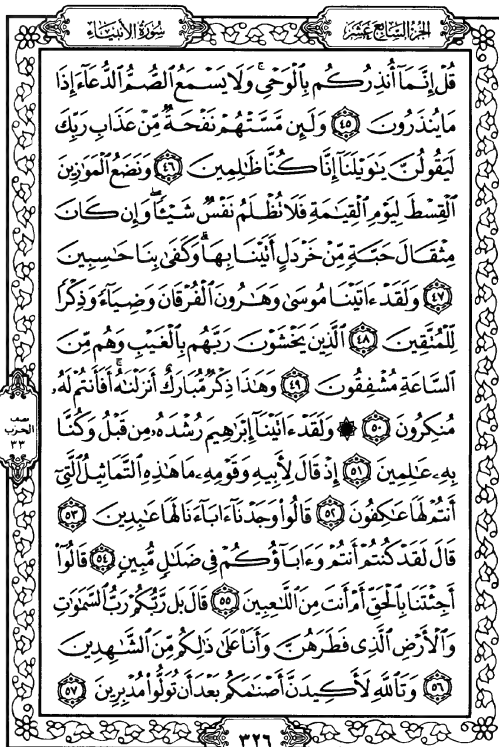 الجزء السابع عشر
سورة الأنبياء
قُلْ إِنَّمَآ أُنذِرُكُم بِٱلْوَحْىِ ۚ وَلَا يَسْمَعُ ٱلصُّمُّ ٱلدُّعَآءَ إِذَا
مَا يُنذَرُونَ ٤٥ وَلَئِن مَّسَّتْهُمْ نَفْحَةٌ مِّنْ عَذَابِ رَبِّكَ
لَيَقُولُنَّ يَٰوَيْلَنَآ إِنَّا كُنَّا ظَٰلِمِينَ ٤٦ وَنَضَعُ ٱلْمَوَٰزِينَ
ٱلْقِسْطَ لِيَوْمِ ٱلْقِيَٰمَةِ فَلَا تُظْلَمُ نَفْسٌ شَيْـًٔا ۖ وَإِن كَانَ
مِثْقَالَ حَبَّةٍ مِّنْ خَرْدَلٍ أَتَيْنَا بِهَا ۗ وَكَفَىٰ بِنَا حَٰسِبِينَ
٤٧ وَلَقَدْ ءَاتَيْنَا مُوسَىٰ وَهَٰرُونَ ٱلْفُرْقَانَ وَضِيَآءً وَذِكْرًا
لِّلْمُتَّقِينَ ٤٨ ٱلَّذِينَ يَخْشَوْنَ رَبَّهُم بِٱلْغَيْبِ وَهُم مِّنَ
ٱلسَّاعَةِ مُشْفِقُونَ ٤٩ وَهَٰذَا ذِكْرٌ مُّبَارَكٌ أَنزَلْنَٰهُ ۚ أَفَأَنتُمْ لَهُۥ
مُنكِرُونَ ٥٠ ۞ وَلَقَدْ ءَاتَيْنَآ إِبْرَٰهِيمَ رُشْدَهُۥ مِن قَبْلُ وَكُنَّا
بِهِۦ عَٰلِمِينَ ٥١ إِذْ قَالَ لِأَبِيهِ وَقَوْمِهِۦ مَا هَٰذِهِ ٱلتَّمَاثِيلُ ٱلَّتِىٓ
أَنتُمْ لَهَا عَٰكِفُونَ ٥٢ قَالُوا۟ وَجَدْنَآ ءَابَآءَنَا لَهَا عَٰبِدِينَ ٥٣
قَالَ لَقَدْ كُنتُمْ أَنتُمْ وَءَابَآؤُكُمْ فِى ضَلَٰلٍ مُّبِينٍ ٥٤ قَالُوٓا۟
أَجِئْتَنَا بِٱلْحَقِّ أَمْ أَنتَ مِنَ ٱللَّٰعِبِينَ ٥٥ قَالَ بَل رَّبُّكُمْ رَبُّ ٱلسَّمَٰوَٰتِ
وَٱلْأَرْضِ ٱلَّذِى فَطَرَهُنَّ وَأَنَا۠ عَلَىٰ ذَٰلِكُم مِّنَ ٱلشَّٰهِدِينَ
٥٦ وَتَٱللَّهِ لَأَكِيدَنَّ أَصْنَٰمَكُم بَعْدَ أَن تُوَلُّوا۟ مُدْبِرِينَ ٥٧
نصف
الحزب
٣٣
٣٢٦